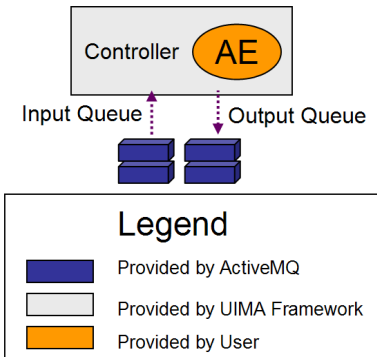 Controller AE
Input Queue
Output Queue
Legend
Provided by ActiveMQ
Provided by UIMA Framework
Provided by User